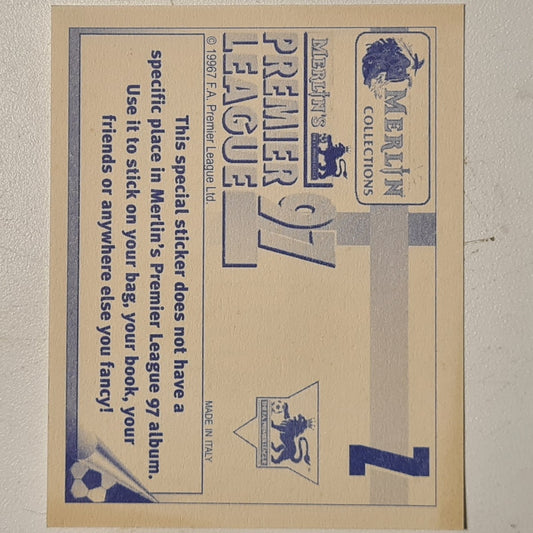 MERLIN
COLLECTIONS
MERLIN'S
PREMIER
LEAGUE
97
© 19967 F.A. Premier League Ltd.
MADE IN ITALY
Z
This special sticker does not have a
specific place in Merlin's Premier League 97 album.
Use it to stick on your bag, your book, your
friends or anywhere else you fancy!